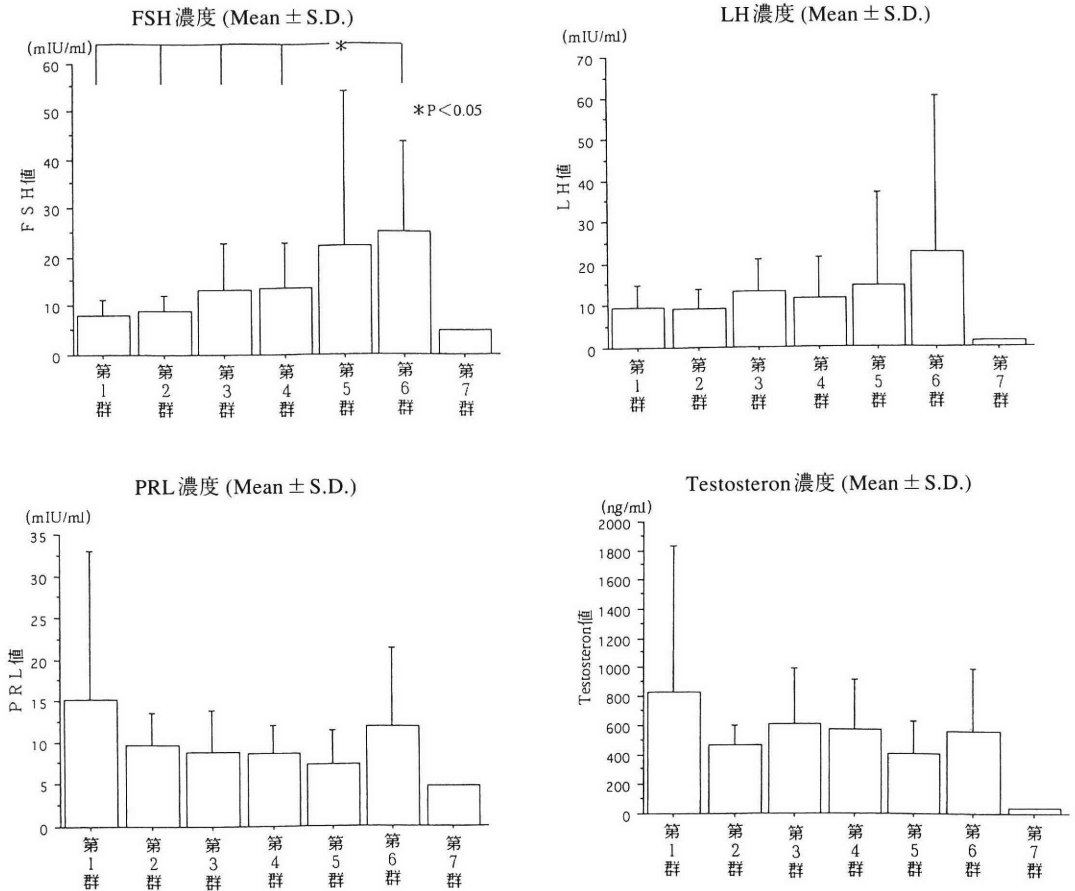 FSH濃度 (Mean ± S.D.)
(mIU/ml)
60
50
40
30
20
10
0
FSH値
*
*P<0.05
第1群
第2群
第3群
第4群
第5群
第6群
第7群
LH濃度 (Mean ± S.D.)
(mIU/ml)
70
60
50
40
30
20
10
0
LH値
第1群
第2群
第3群
第4群
第5群
第6群
第7群
PRL濃度 (Mean ± S.D.)
(mIU/ml)
35
30
25
20
15
10
5
0
PRL値
第1群
第2群
第3群
第4群
第5群
第6群
第7群
Testosteron濃度 (Mean ± S.D.)
(ng/ml)
2000
1800
1600
1400
1200
1000
800
600
400
200
0
Testosteron値
第1群
第2群
第3群
第4群
第5群
第6群
第7群